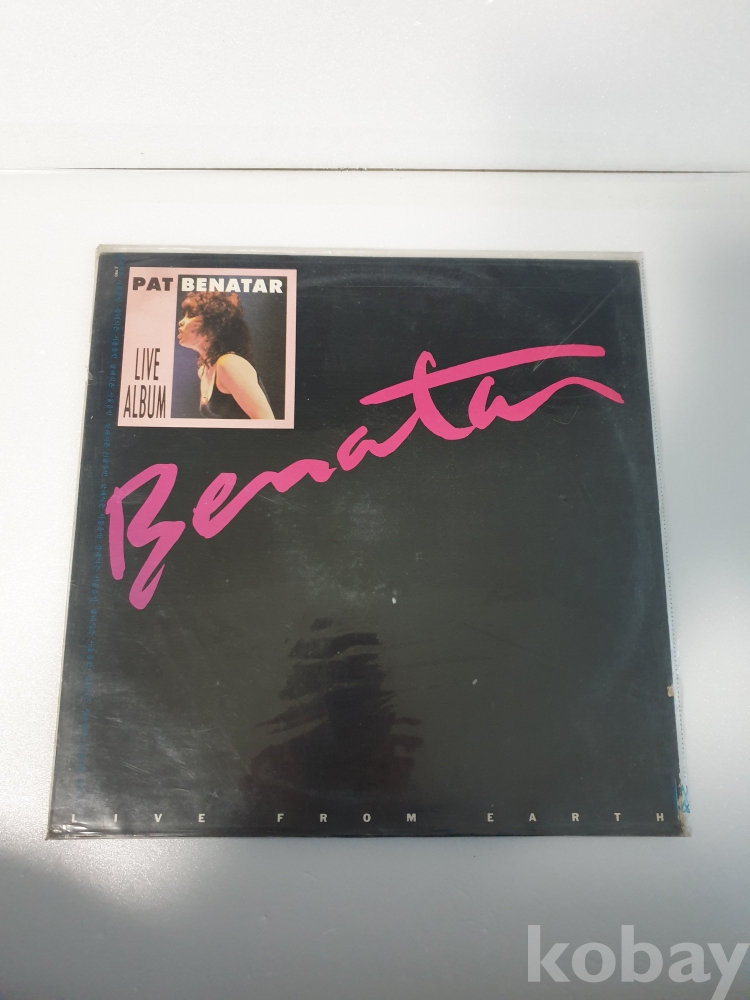 PAT BENATAR
LIVE
ALBUM
Benatar
LIVE FROM EARTH
kobay